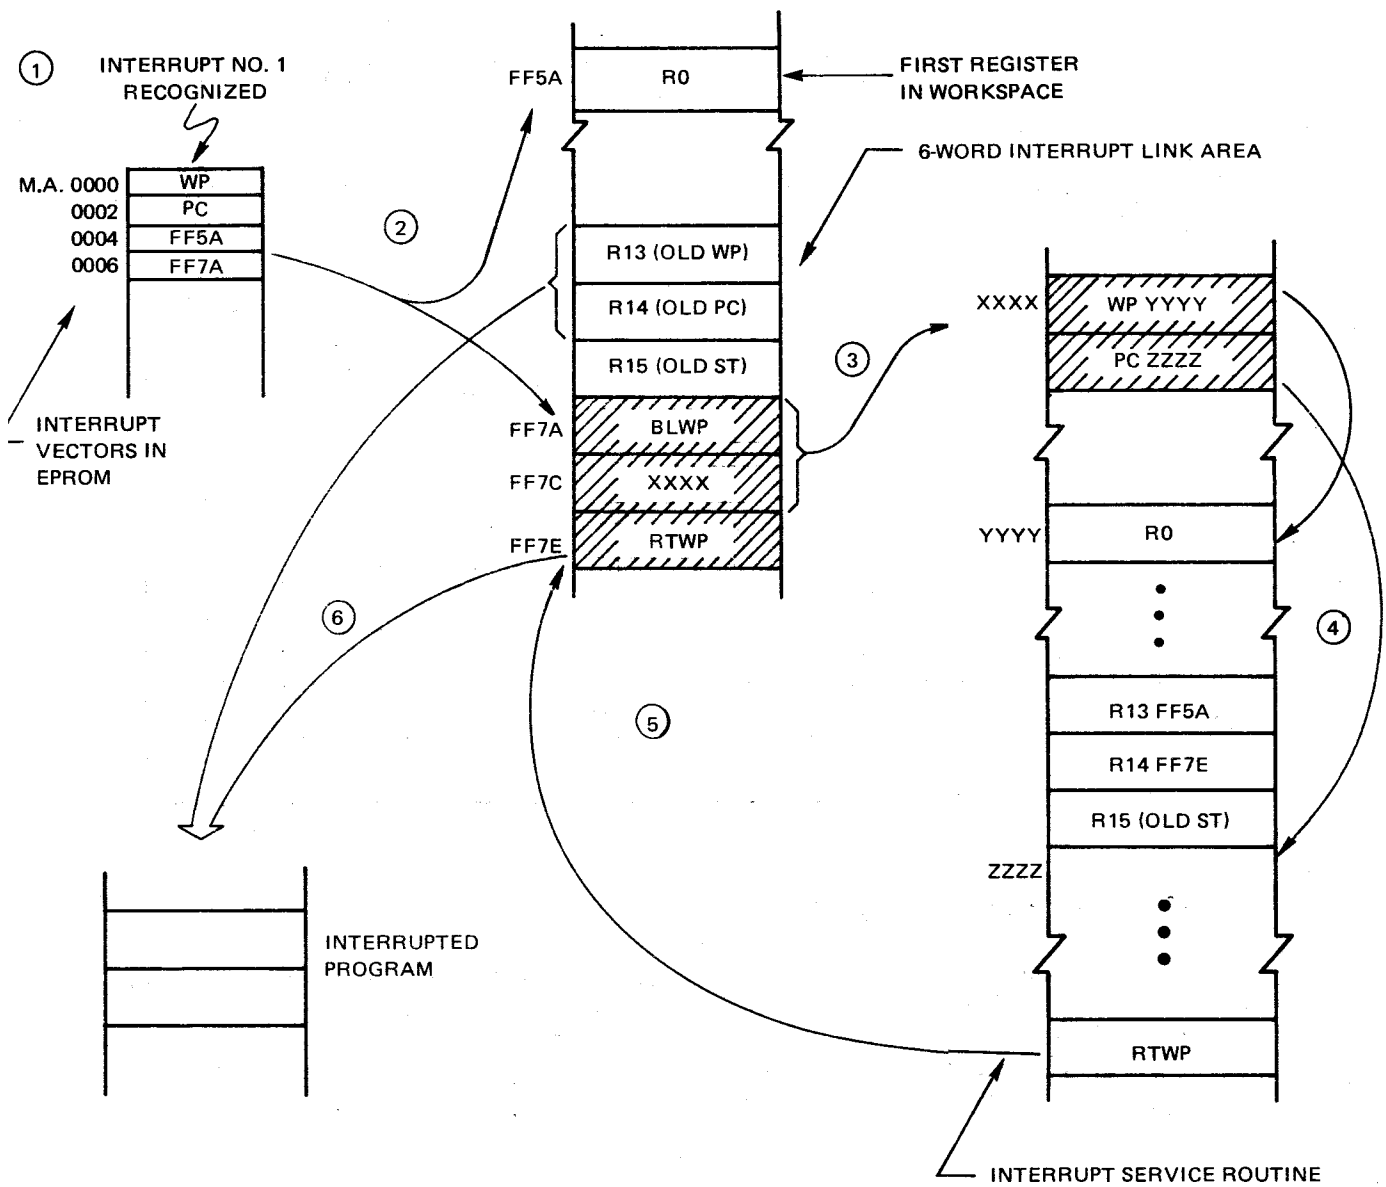 1
INTERRUPT NO. 1
RECOGNIZED
M.A. 0000 WP
0002 PC
0004 FF5A
0006 FF7A
INTERRUPT
VECTORS IN
EPROM
2
FF5A R0
FIRST REGISTER
IN WORKSPACE
6-WORD INTERRUPT LINK AREA
R13 (OLD WP)
R14 (OLD PC)
R15 (OLD ST)
FF7A BLWP
FF7C XXXX
FF7E RTWP
3
XXXX WP YYYY
PC ZZZZ
YYYY R0
4
R13 FF5A
R14 FF7E
R15 (OLD ST)
ZZZZ
RTWP
5
6
INTERRUPTED
PROGRAM
INTERRUPT SERVICE ROUTINE